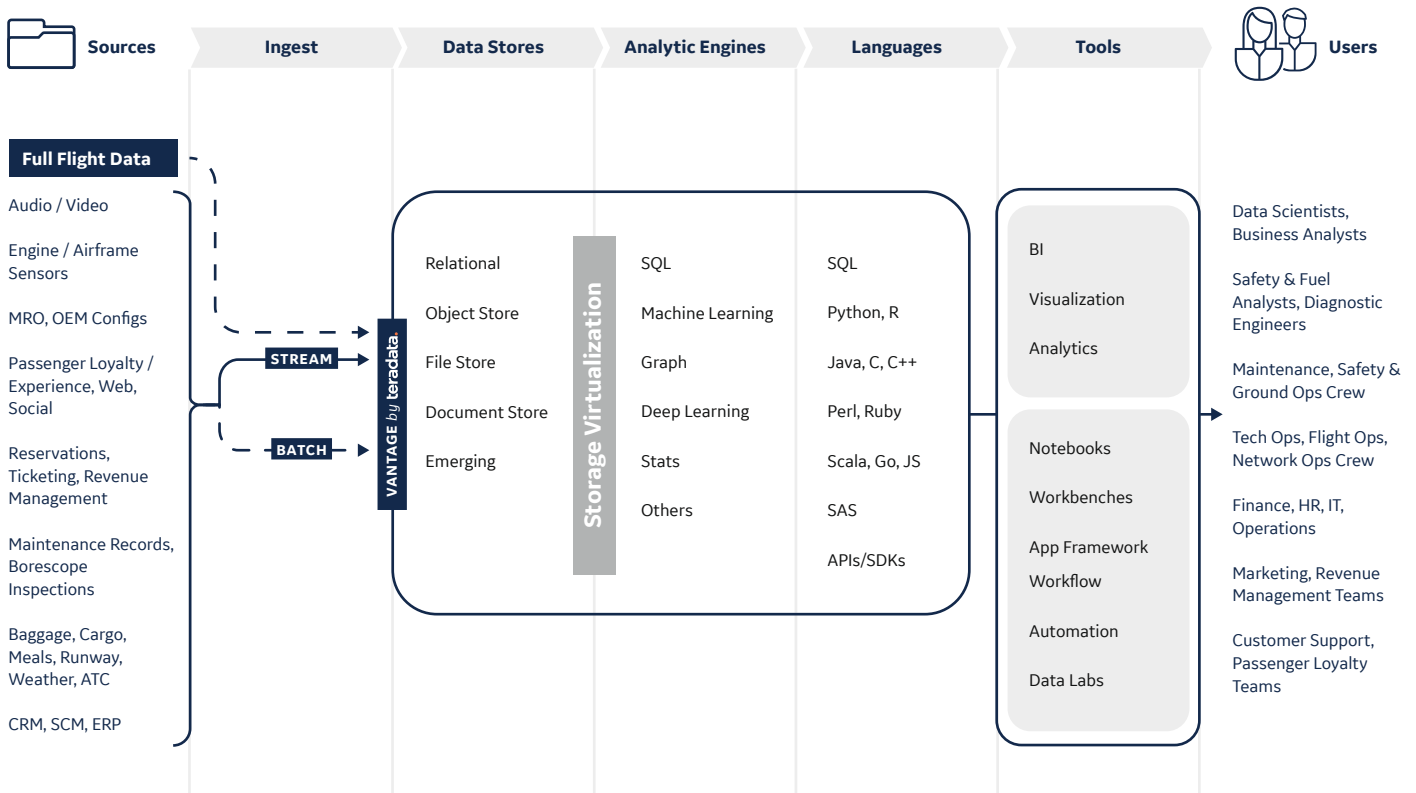 Sources
Ingest
Data Stores
Analytic Engines
Languages
Tools
Users
Full Flight Data
Audio / Video
Engine / Airframe
Sensors
MRO, OEM Configs
Passenger Loyalty /
Experience, Web,
Social
Reservations,
Ticketing, Revenue
Management
Maintenance Records,
Borescope
Inspections
Baggage, Cargo,
Meals, Runway,
Weather, ATC
CRM, SCM, ERP
STREAM
BATCH
VANTAGE by teradata.
Relational
Object Store
File Store
Document Store
Emerging
Storage Virtualization
SQL
Machine Learning
Graph
Deep Learning
Stats
Others
SQL
Python, R
Java, C, C++
Perl, Ruby
Scala, Go, JS
SAS
APIs/SDKs
BI
Visualization
Analytics
Notebooks
Workbenches
App Framework
Workflow
Automation
Data Labs
Data Scientists,
Business Analysts
Safety & Fuel
Analysts, Diagnostic
Engineers
Maintenance, Safety &
Ground Ops Crew
Tech Ops, Flight Ops,
Network Ops Crew
Finance, HR, IT,
Operations
Marketing, Revenue
Management Teams
Customer Support,
Passenger Loyalty
Teams